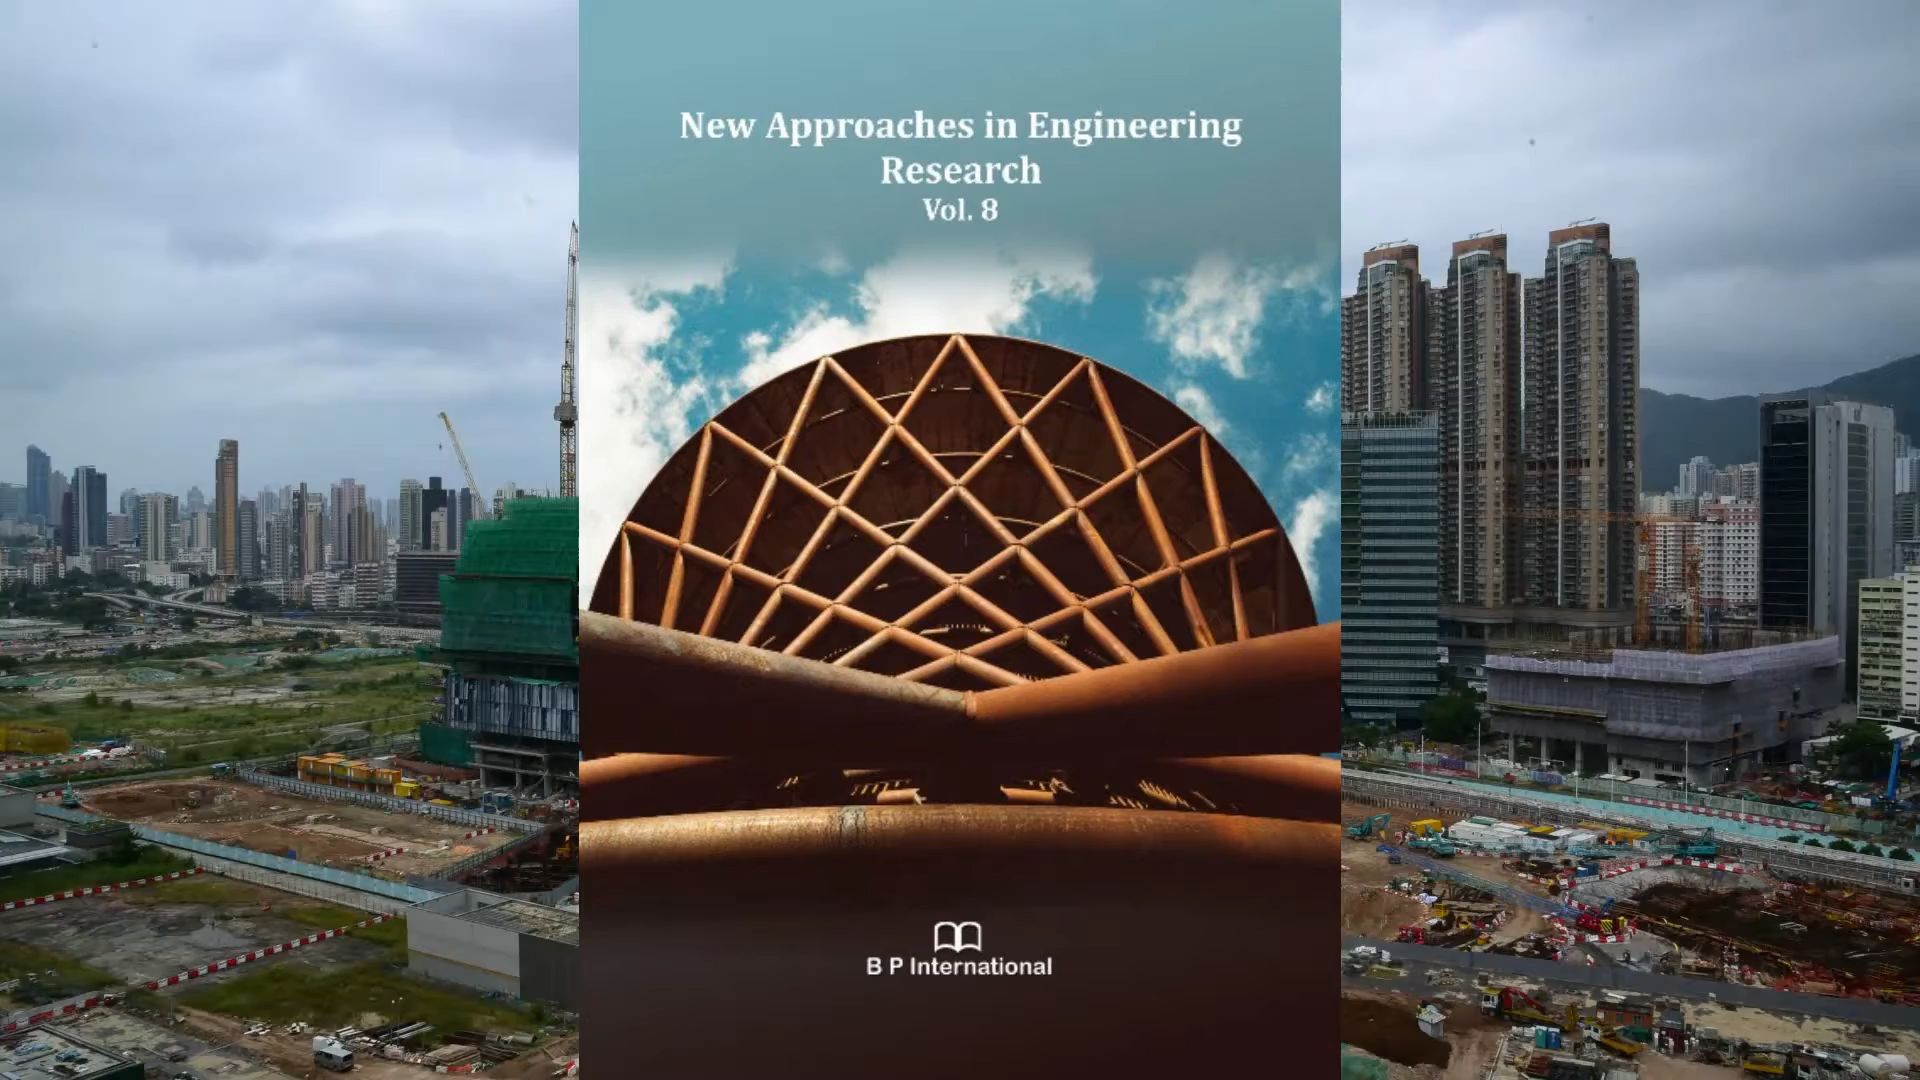 New Approaches in Engineering
Research
Vol. 8
B P International